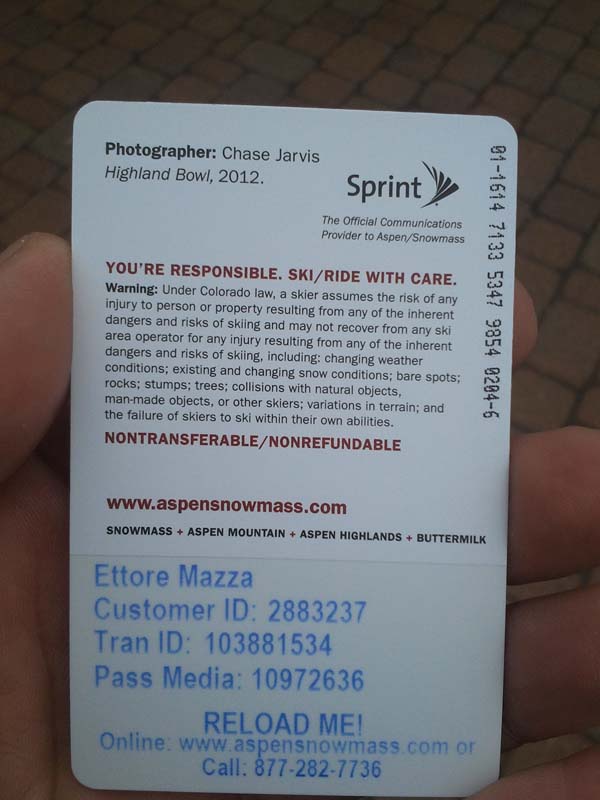 Photographer: Chase Jarvis
Highland Bowl, 2012.
Sprint
The Official Communications
Provider to Aspen/Snowmass
01-1614 7133 5347 9854 0204-6
YOU'RE RESPONSIBLE. SKI/RIDE WITH CARE.
Warning: Under Colorado law, a skier assumes the risk of any
injury to person or property resulting from any of the inherent
dangers and risks of skiing and may not recover from any ski
area operator for any injury resulting from any of the inherent
dangers and risks of skiing, including: changing weather
conditions; existing and changing snow conditions; bare spots;
rocks; stumps; trees; collisions with natural objects,
man-made objects, or other skiers; variations in terrain; and
the failure of skiers to ski within their own abilities.
NONTRANSFERABLE/NONREFUNDABLE
www.aspensnowmass.com
SNOWMASS + ASPEN MOUNTAIN + ASPEN HIGHLANDS + BUTTERMILK
Ettore Mazza
Customer ID: 2883237
Tran ID: 103881534
Pass Media: 10972636
RELOAD ME!
Online: www.aspensnowmass.com or
Call: 877-282-7736